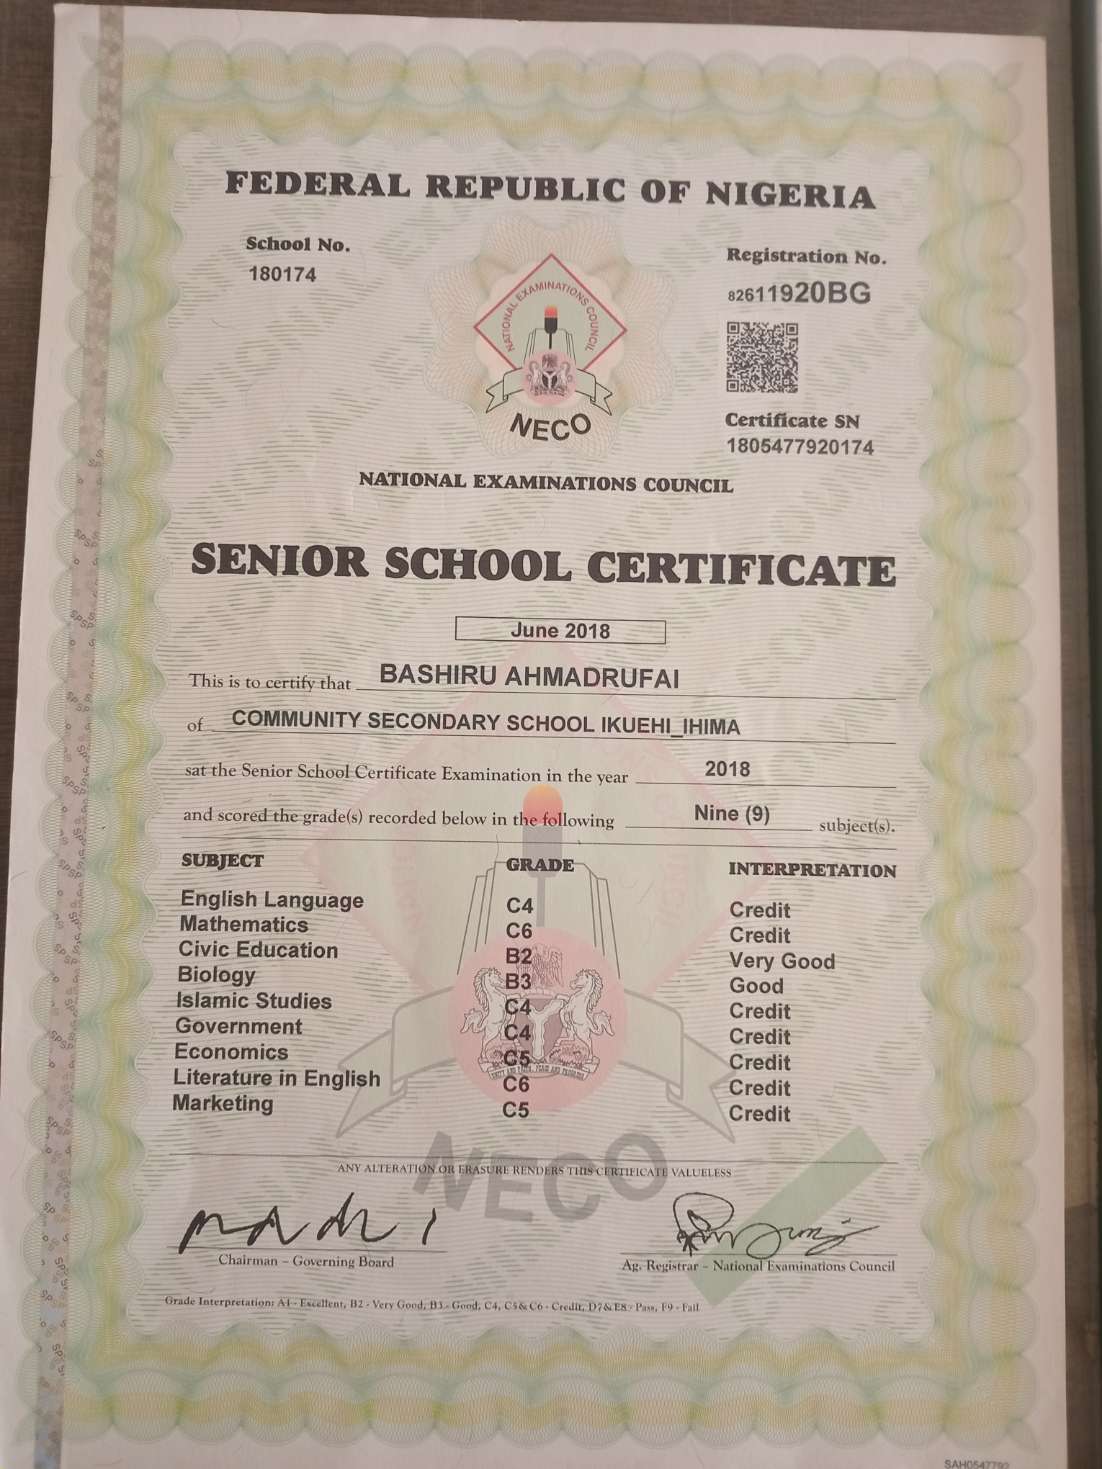 FEDERAL REPUBLIC OF NIGERIA
School No.
180174
Registration No.
82611920BG
NATIONAL EXAMINATIONS COUNCIL
NECO
Certificate SN
1805477920174
NATIONAL EXAMINATIONS COUNCIL
SENIOR SCHOOL CERTIFICATE
June 2018
This is to certify that BASHIRU AHMADRUFAI
of COMMUNITY SECONDARY SCHOOL IKUEHI_IHIMA
sat the Senior School Certificate Examination in the year 2018
and scored the grade(s) recorded below in the following Nine (9) subject(s).
SUBJECT GRADE INTERPRETATION
English Language C4 Credit
Mathematics C6 Credit
Civic Education B2 Very Good
Biology B3 Good
Islamic Studies C4 Credit
Government C4 Credit
Economics C5 Credit
Literature in English C6 Credit
Marketing C5 Credit
NECO
ANY ALTERATION OR ERASURE RENDERS THIS CERTIFICATE VALUELESS
Chairman – Governing Board
Ag. Registrar – National Examinations Council
Grade Interpretation: A1 - Excellent, B2 - Very Good, B3 - Good, C4, C5 & C6 - Credit, D7 & E8 - Pass, F9 - Fail
SAH0547792